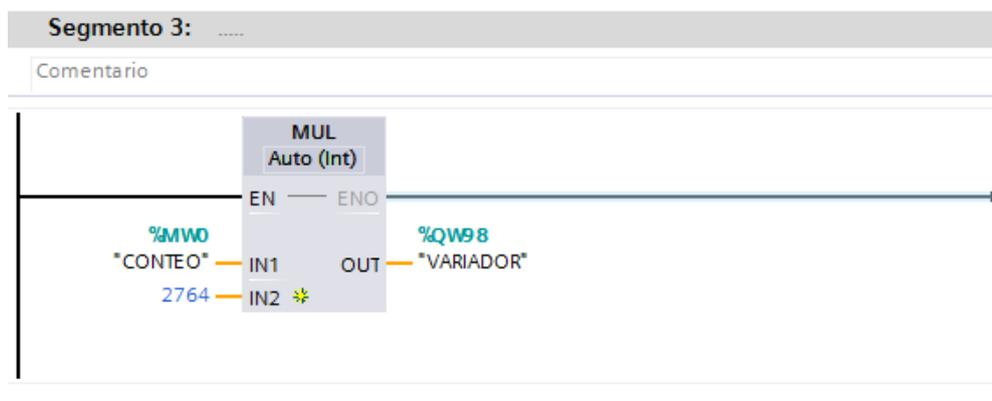 Segmento 3: .....
Comentario
MUL
Auto (Int)
EN ENO
%MW0 %QW98
"CONTEO" IN1 OUT "VARIADOR"
2764 IN2